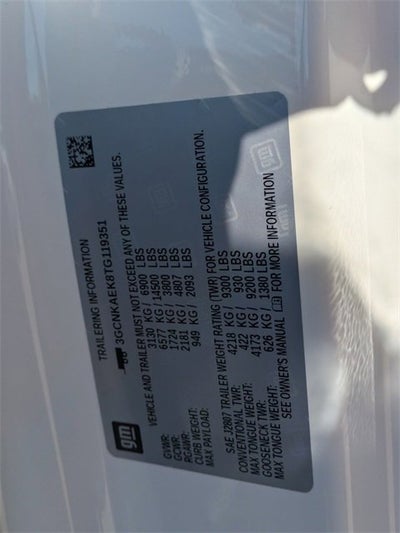 gm
TRAILERING INFORMATION
3GCNKAEK8TG119351
VEHICLE AND TRAILER MUST NOT EXCEED ANY OF THESE VALUES.
GVWR: 3130 KG / 6900 LBS
GCWR: 6577 KG / 14500 LBS
RGAWR: 1724 KG / 3800 LBS
CURB WEIGHT: 2181 KG / 4807 LBS
MAX PAYLOAD: 949 KG / 2093 LBS
SAE J2807 TRAILER WEIGHT RATING (TWR) FOR VEHICLE CONFIGURATION.
CONVENTIONAL TWR: 4218 KG / 9300 LBS
MAX TONGUE WEIGHT: 422 KG / 930 LBS
GOOSENECK TWR: 4173 KG / 9200 LBS
MAX TONGUE WEIGHT: 626 KG / 1380 LBS
SEE OWNER'S MANUAL FOR MORE INFORMATION